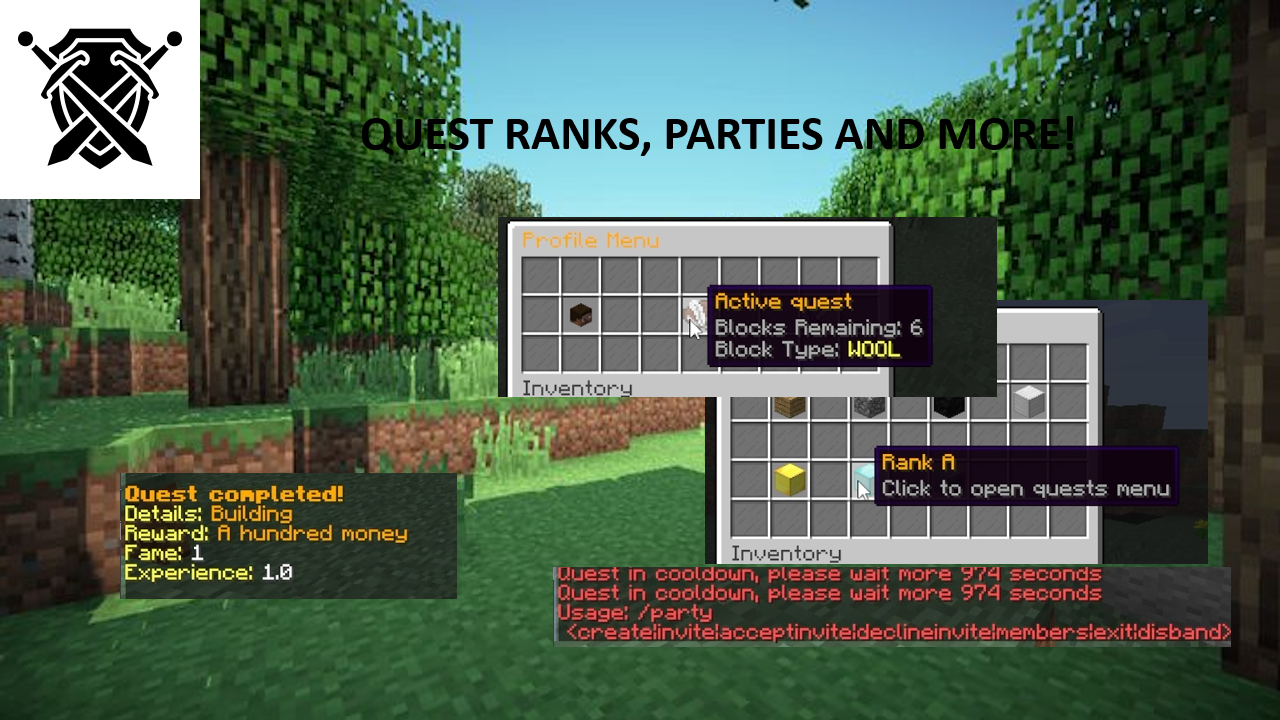 QUEST RANKS, PARTIES AND MORE!
Profile Menu
Active quest
Blocks Remaining: 6
Block Type: WOOL
Inventory
Rank A
Click to open quests menu
Inventory
Quest completed!
Details: Building
Reward: A hundred money
Fame: 1
Experience: 1.0
Quest in cooldown, please wait more 974 seconds
Quest in cooldown, please wait more 974 seconds
Usage: /party
<create|invite|acceptinvite|declineinvite|members|exit|disband>